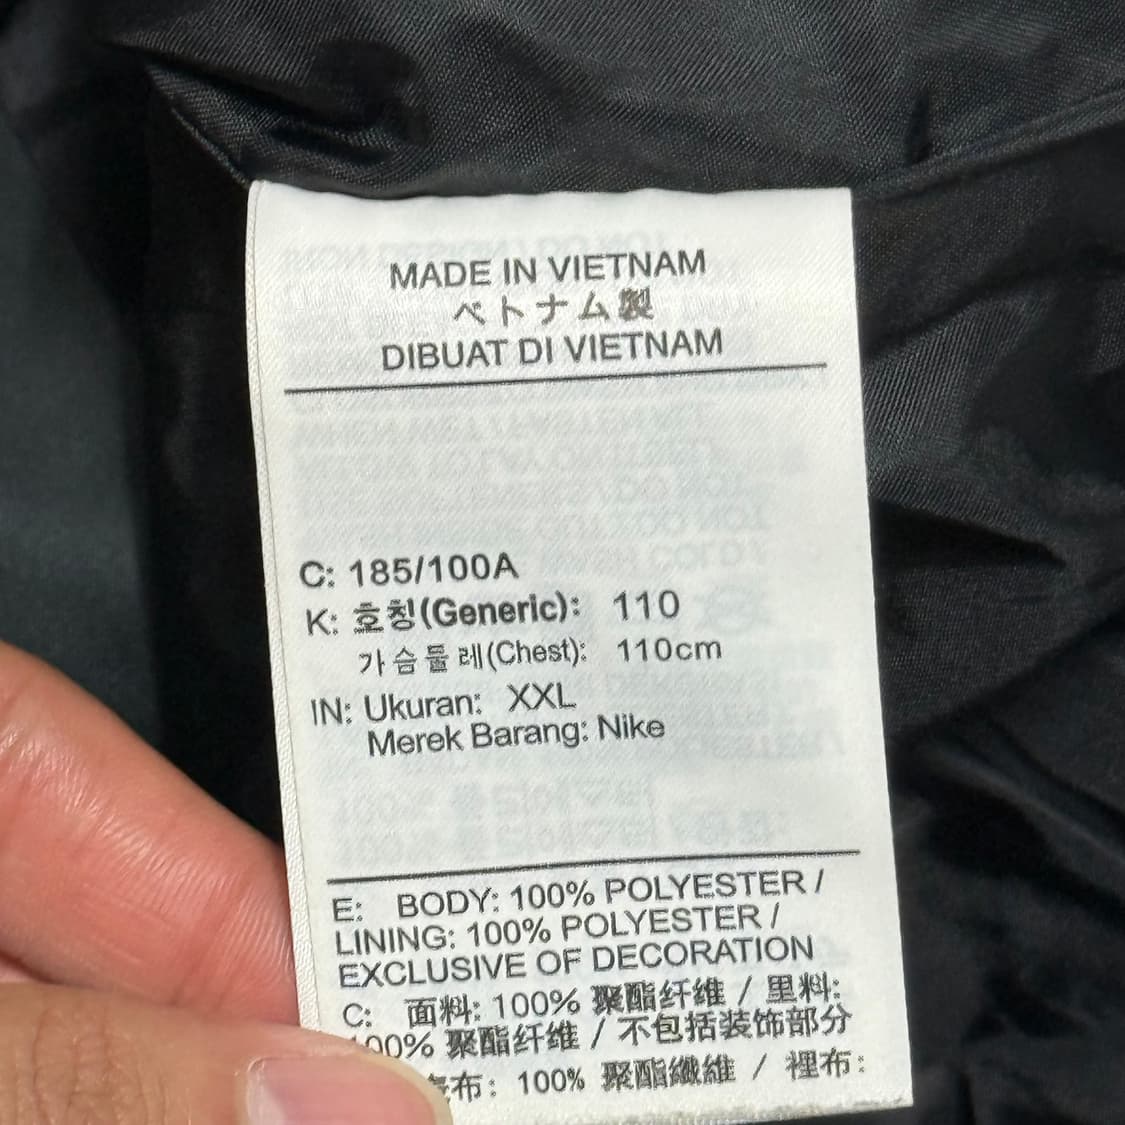 MADE IN VIETNAM
ベトナム製
DIBUAT DI VIETNAM
C: 185/100A
K: 호칭(Generic): 110
가슴둘레(Chest): 110cm
IN: Ukuran: XXL
Merek Barang: Nike
E: BODY: 100% POLYESTER /
LINING: 100% POLYESTER /
EXCLUSIVE OF DECORATION
C: 面料: 100% 聚酯纤维 / 里料:
100% 聚酯纤维 / 不包括装饰部分
布: 100% 聚酯纖維 / 裡布: